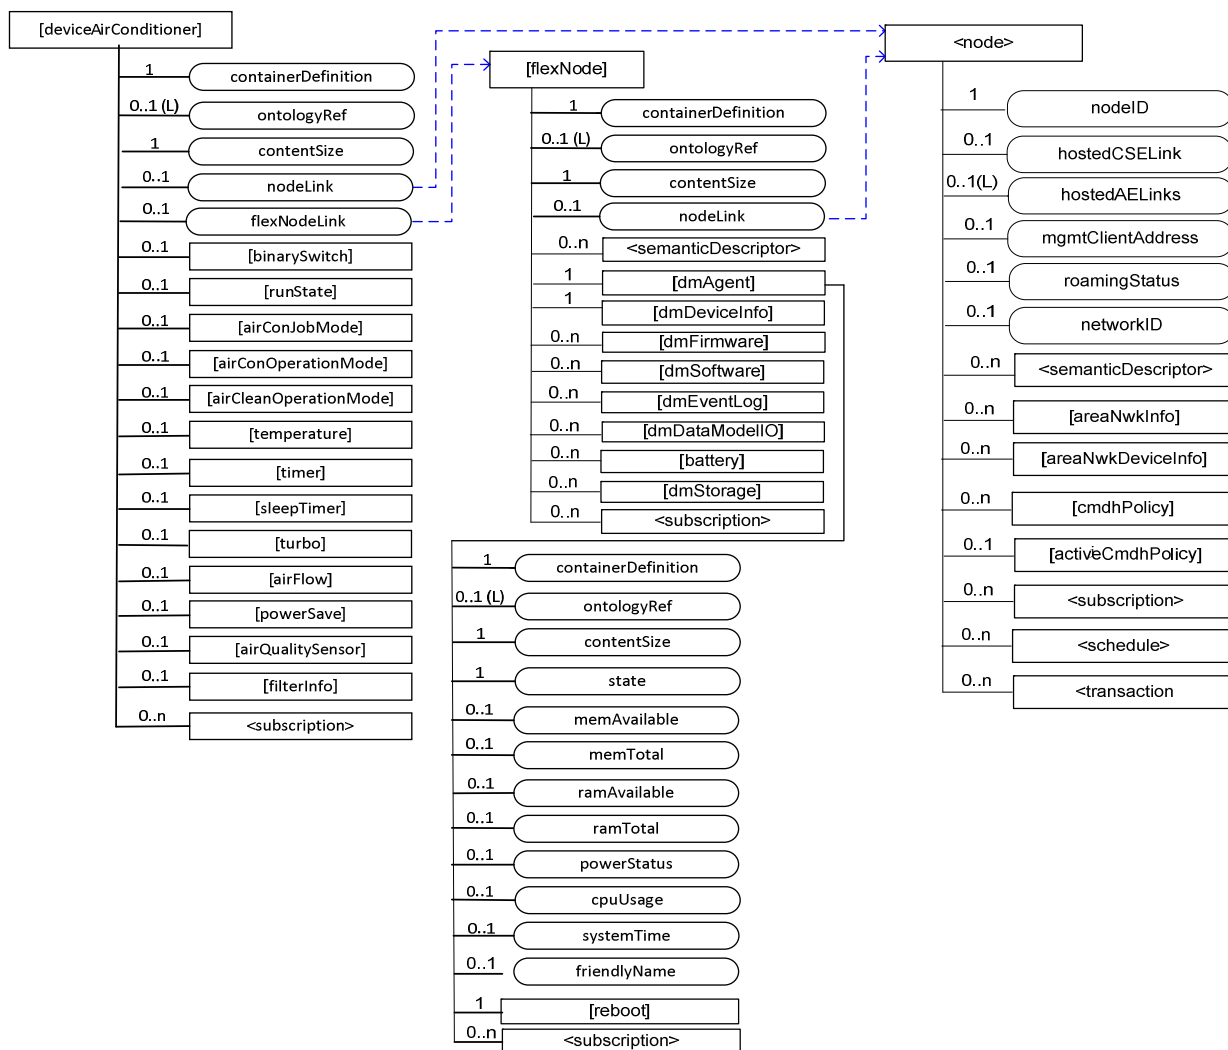 [deviceAirConditioner]
1 containerDefinition
0..1 (L) ontologyRef
1 contentSize
0..1 nodeLink
0..1 flexNodeLink
0..1 [binarySwitch]
0..1 [runState]
0..1 [airConJobMode]
0..1 [airConOperationMode]
0..1 [airCleanOperationMode]
0..1 [temperature]
0..1 [timer]
0..1 [sleepTimer]
0..1 [turbo]
0..1 [airFlow]
0..1 [powerSave]
0..1 [airQualitySensor]
0..1 [filterInfo]
0..n <subscription>
[flexNode]
1 containerDefinition
0..1 (L) ontologyRef
1 contentSize
0..1 nodeLink
0..n <semanticDescriptor>
1 [dmAgent]
1 [dmDeviceInfo]
0..n [dmFirmware]
0..n [dmSoftware]
0..n [dmEventLog]
0..n [dmDataModelIO]
0..n [battery]
0..n [dmStorage]
0..n <subscription>
1 containerDefinition
0..1 (L) ontologyRef
1 contentSize
1 state
0..1 memAvailable
0..1 memTotal
0..1 ramAvailable
0..1 ramTotal
0..1 powerStatus
0..1 cpuUsage
0..1 systemTime
0..1 friendlyName
1 [reboot]
0..n <subscription>
<node>
1 nodeID
0..1 hostedCSELink
0..1(L) hostedAELinks
0..1 mgmtClientAddress
0..1 roamingStatus
0..1 networkID
0..n <semanticDescriptor>
0..n [areaNwkInfo]
0..n [areaNwkDeviceInfo]
0..n [cmdhPolicy]
0..1 [activeCmdhPolicy]
0..n <subscription>
0..n <schedule>
0..n <transaction